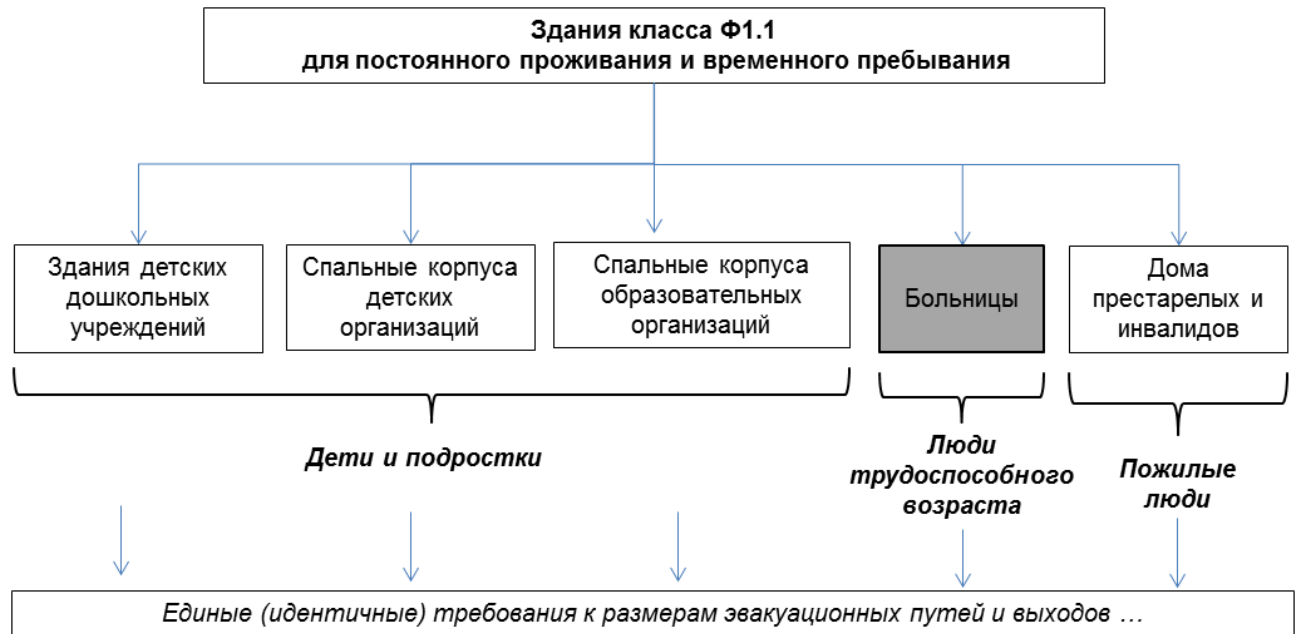 Здания класса Ф1.1
для постоянного проживания и временного пребывания
Здания детских
дошкольных
учреждений
Спальные корпуса
детских
организаций
Спальные корпуса
образовательных
организаций
Больницы
Дома
престарелых и
инвалидов
Дети и подростки
Люди
трудоспособного
возраста
Пожилые
люди
Единые (идентичные) требования к размерам эвакуационных путей и выходов ...